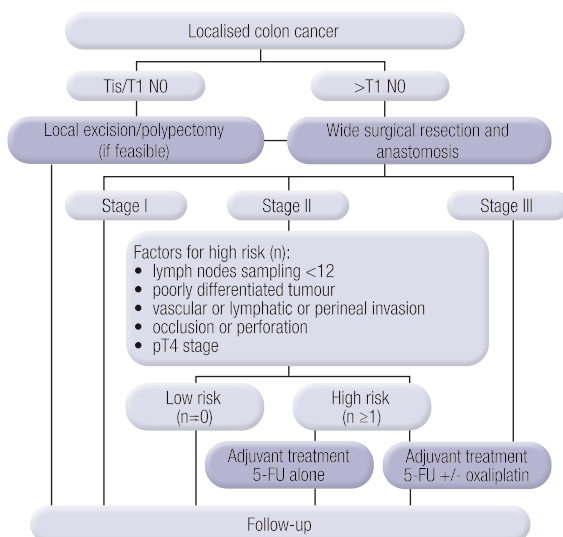 Localised colon cancer
Tis/T1 N0
>T1 N0
Local excision/polypectomy
(if feasible)
Wide surgical resection and
anastomosis
Stage I
Stage II
Stage III
Factors for high risk (n):
• lymph nodes sampling <12
• poorly differentiated tumour
• vascular or lymphatic or perineal invasion
• occlusion or perforation
• pT4 stage
Low risk
(n=0)
High risk
(n ≥1)
Adjuvant treatment
5-FU alone
Adjuvant treatment
5-FU +/- oxaliplatin
Follow-up